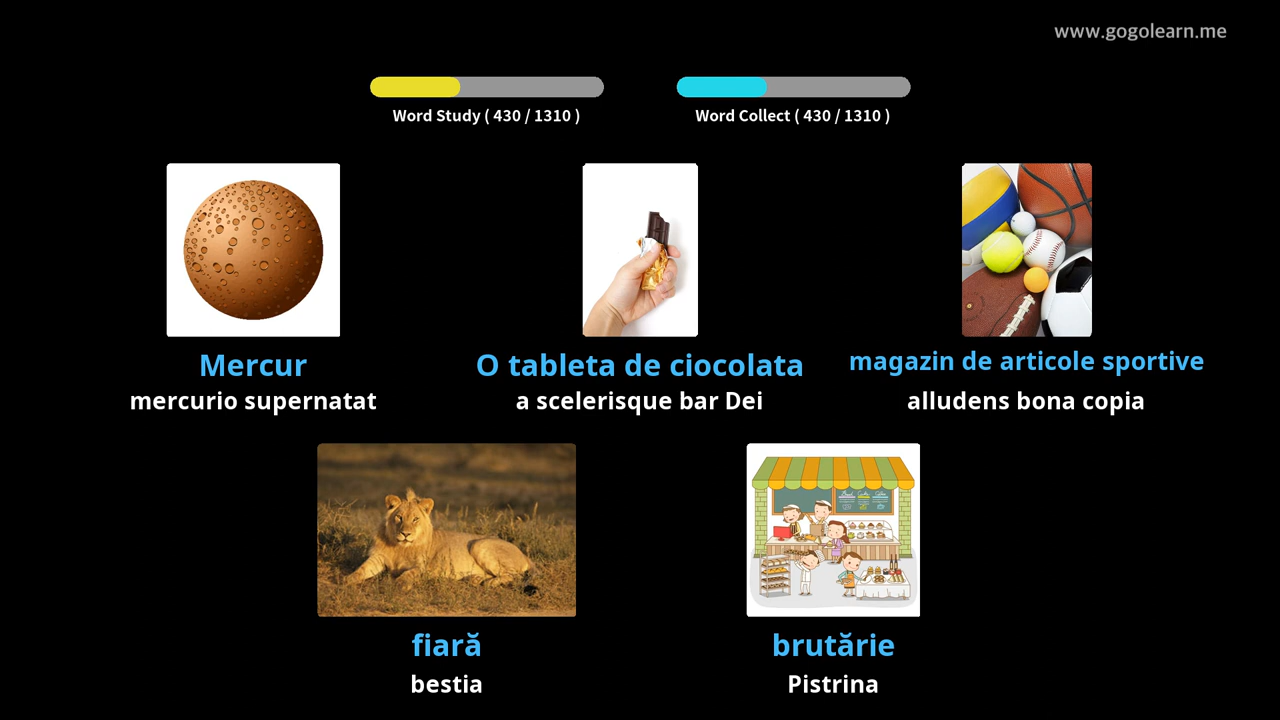 www.gogolearn.me
Word Study ( 430 / 1310 )
Word Collect ( 430 / 1310 )
Mercur
mercurio supernatat
O tableta de ciocolata
a scelerisque bar Dei
magazin de articole sportive
alludens bona copia
fiară
bestia
brutărie
Pistrina